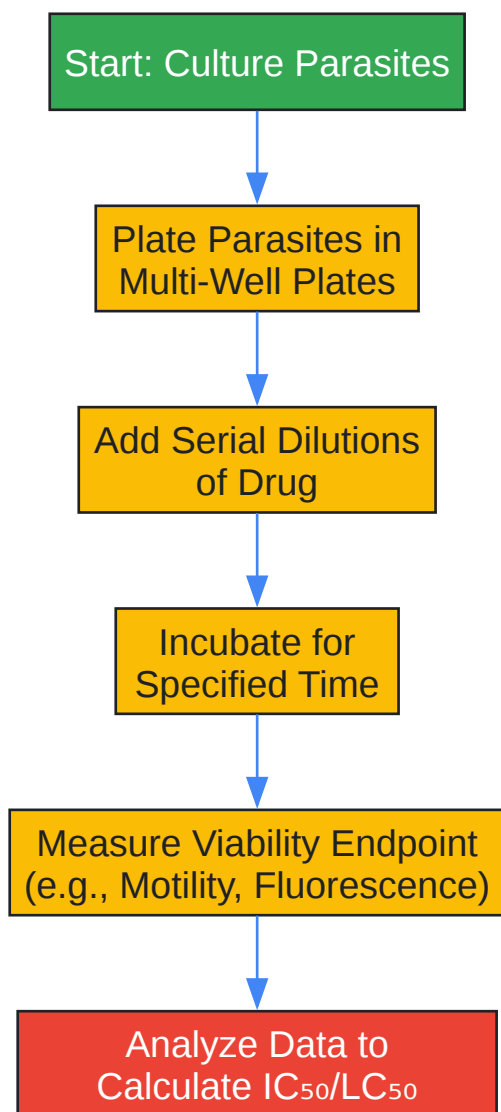 Start: Culture Parasites
Plate Parasites in
Multi-Well Plates
Add Serial Dilutions
of Drug
Incubate for
Specified Time
Measure Viability Endpoint
(e.g., Motility, Fluorescence)
Analyze Data to
Calculate IC₅₀/LC₅₀